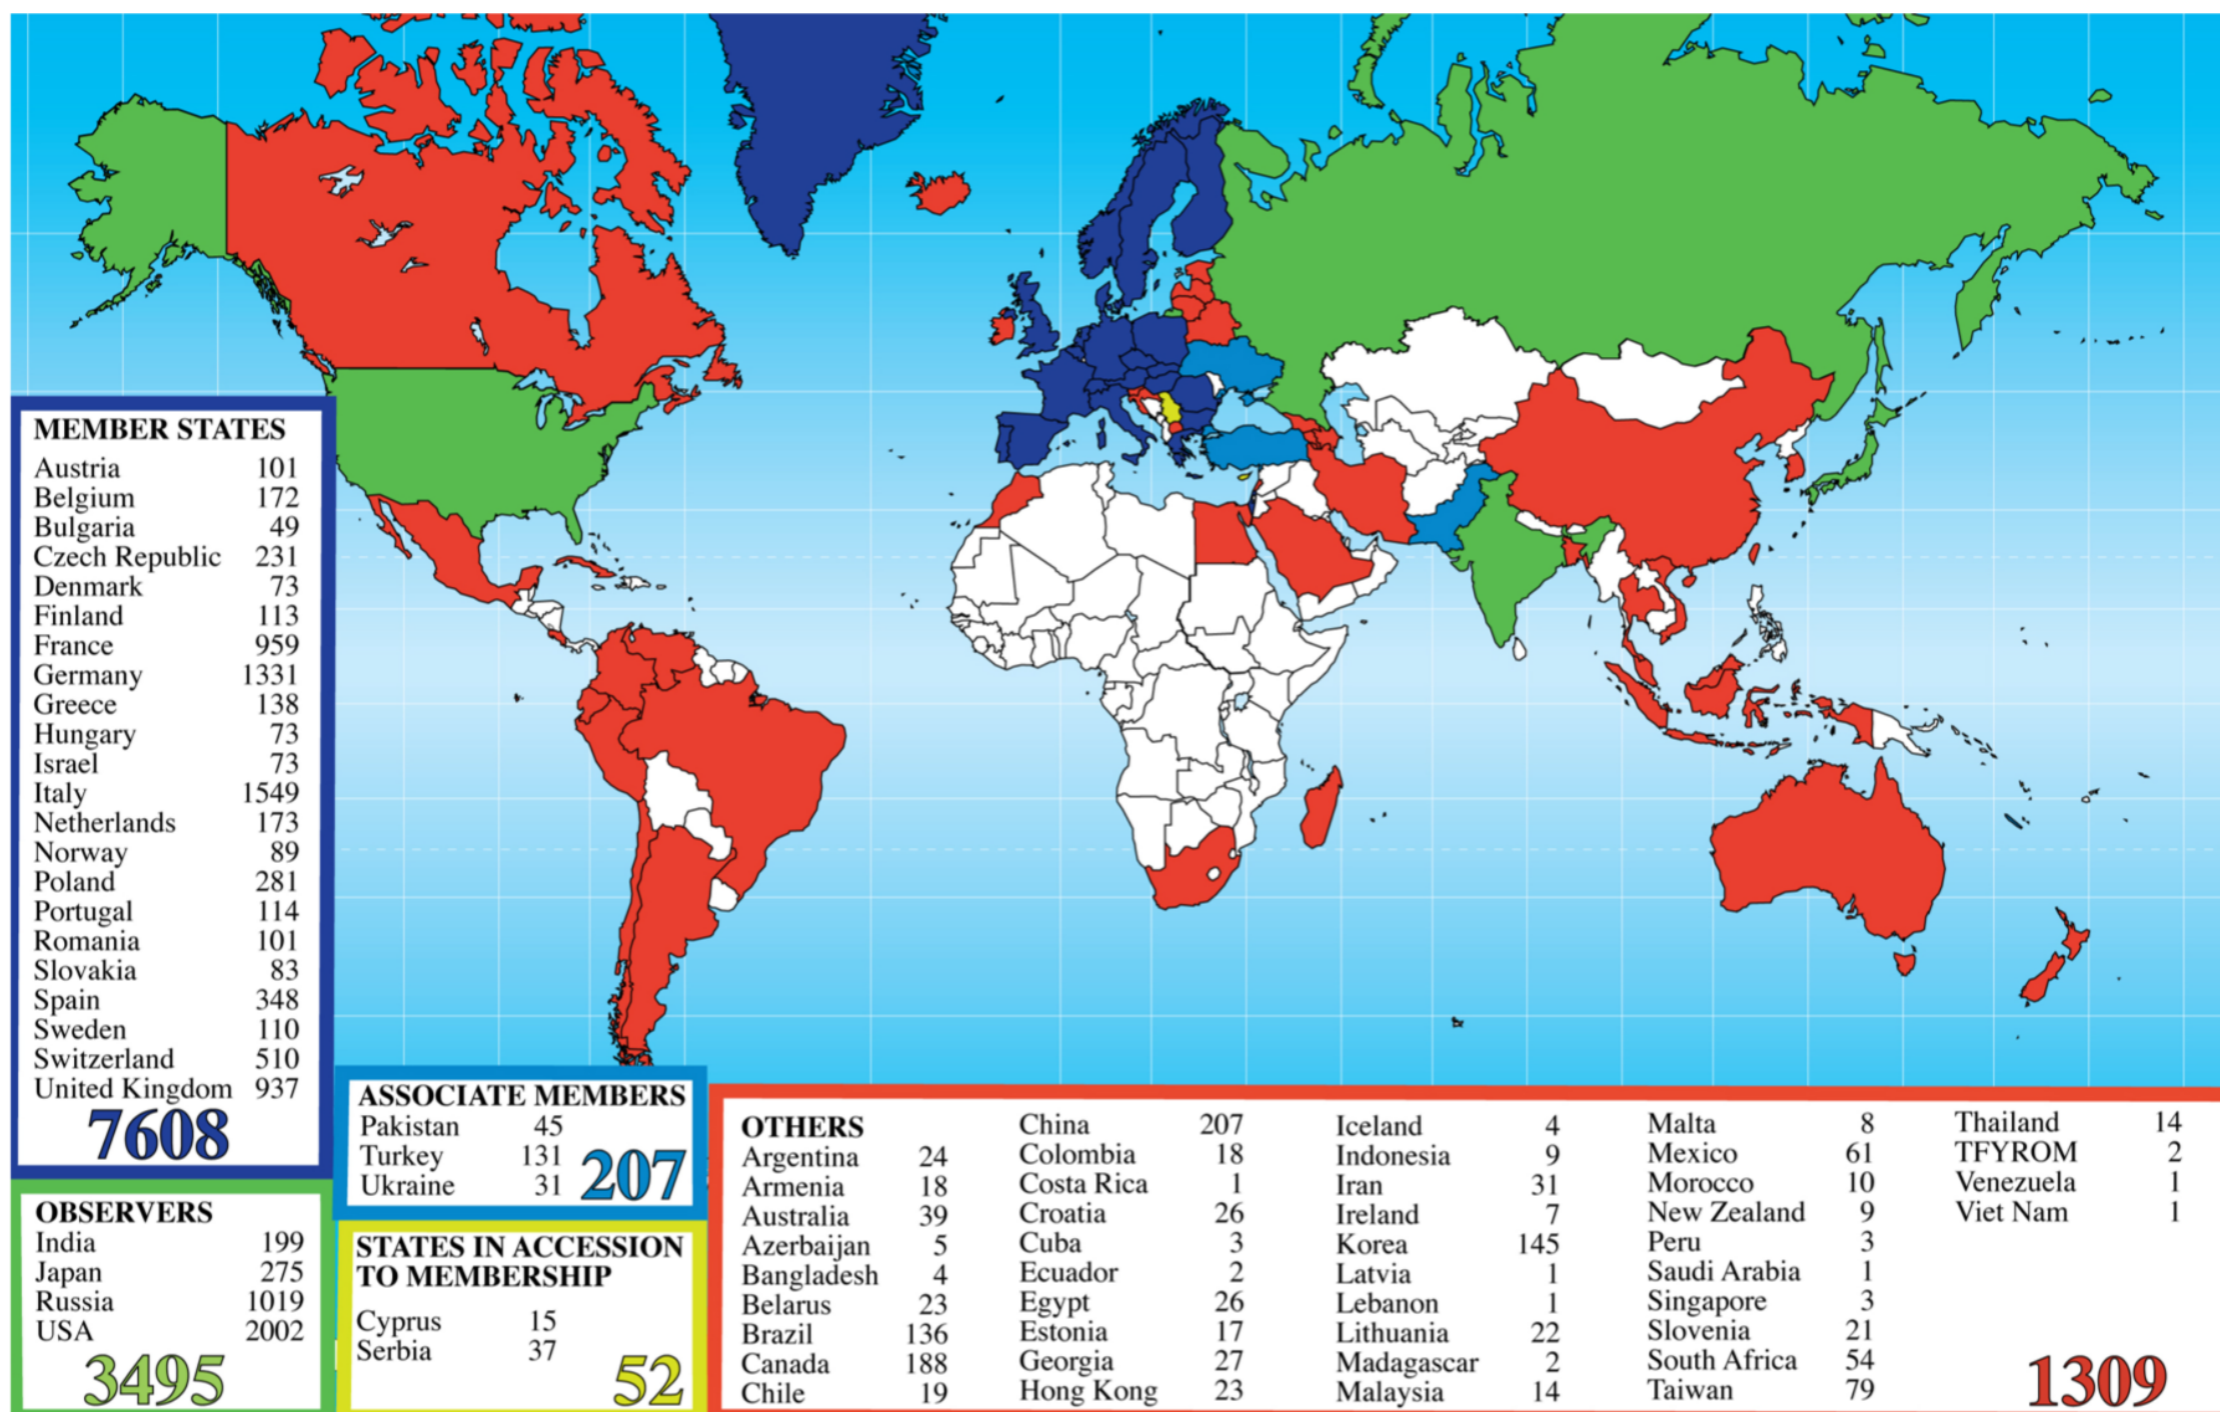 MEMBER STATES
Austria 101
Belgium 172
Bulgaria 49
Czech Republic 231
Denmark 73
Finland 113
France 959
Germany 1331
Greece 138
Hungary 73
Israel 73
Italy 1549
Netherlands 173
Norway 89
Poland 281
Portugal 114
Romania 101
Slovakia 83
Spain 348
Sweden 110
Switzerland 510
United Kingdom 937
7608
OBSERVERS
India 199
Japan 275
Russia 1019
USA 2002
3495
ASSOCIATE MEMBERS
Pakistan 45
Turkey 131
Ukraine 31
207
STATES IN ACCESSION
TO MEMBERSHIP
Cyprus 15
Serbia 37
52
OTHERS
Argentina 24
Armenia 18
Australia 39
Azerbaijan 5
Bangladesh 4
Belarus 23
Brazil 136
Canada 188
Chile 19
China 207
Colombia 18
Costa Rica 1
Croatia 26
Cuba 3
Ecuador 2
Egypt 26
Estonia 17
Georgia 27
Hong Kong 23
Iceland 4
Indonesia 9
Iran 31
Ireland 7
Korea 145
Latvia 1
Lebanon 1
Lithuania 22
Madagascar 2
Malaysia 14
Malta 8
Mexico 61
Morocco 10
New Zealand 9
Peru 3
Saudi Arabia 1
Singapore 3
Slovenia 21
South Africa 54
Taiwan 79
Thailand 14
TFYROM 2
Venezuela 1
Viet Nam 1
1309